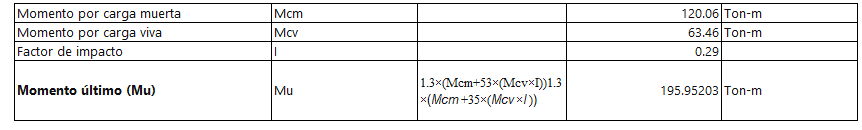 Momento por carga muerta Mcm 120.06 Ton-m
Momento por carga viva Mcv 63.46 Ton-m
Factor de impacto I 0.29
Momento último (Mu) Mu 1.3×(Mcm+53×(Mcv×I))1.3 195.95203 Ton-m
×(Mcm+35×(Mcv×I))